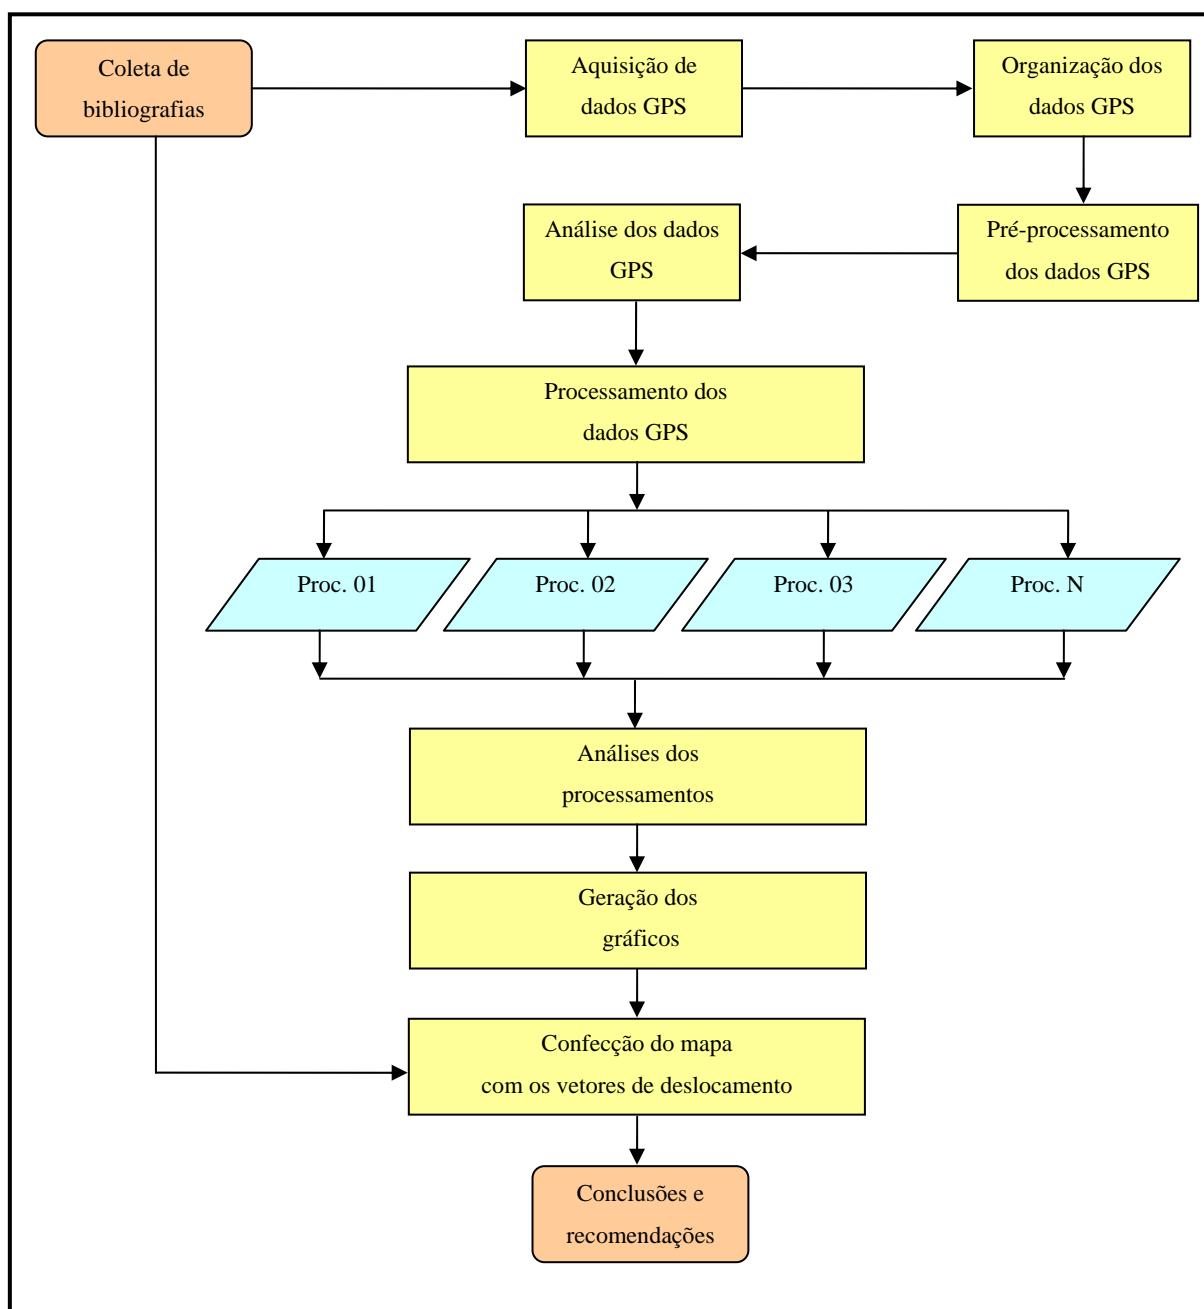 Coleta de
bibliografias
Aquisição de
dados GPS
Organização dos
dados GPS
Análise dos dados
GPS
Pré-processamento
dos dados GPS
Processamento dos
dados GPS
Proc. 01
Proc. 02
Proc. 03
Proc. N
Análises dos
processamentos
Geração dos
gráficos
Confecção do mapa
com os vetores de deslocamento
Conclusões e
recomendações